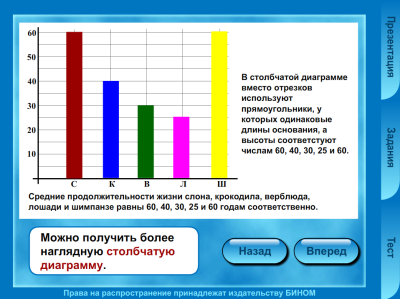 60
50
40
30
20
10
С К В Л Ш
В столбчатой диаграмме
вместо отрезков
используют
прямоугольники, у
которых одинаковые
длины основания, а
высоты соответстуют
числам 60, 40, 30, 25 и 60.
Средние продолжительности жизни слона, крокодила, верблюда,
лошади и шимпанзе равны 60, 40, 30, 25 и 60 годам соответственно.
Можно получить более
наглядную столбчатую
диаграмму.
Назад
Вперед
Презентация
Задания
Тест
Права на распространение принадлежат издательству БИНОМ